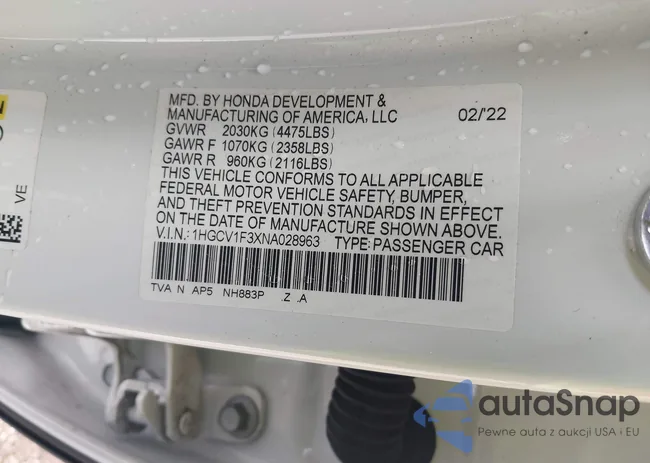 MFD. BY HONDA DEVELOPMENT &
MANUFACTURING OF AMERICA, LLC 02/'22
GVWR 2030KG (4475LBS)
GAWR F 1070KG (2358LBS)
GAWR R 960KG (2116LBS)
THIS VEHICLE CONFORMS TO ALL APPLICABLE
FEDERAL MOTOR VEHICLE SAFETY, BUMPER,
AND THEFT PREVENTION STANDARDS IN EFFECT
ON THE DATE OF MANUFACTURE SHOWN ABOVE.
V.I.N.: 1HGCV1F3XNA028963 TYPE: PASSENGER CAR
TVA N AP5 NH883P .Z .A
VE
autoSnap
Pewne auta z aukcji USA i EU